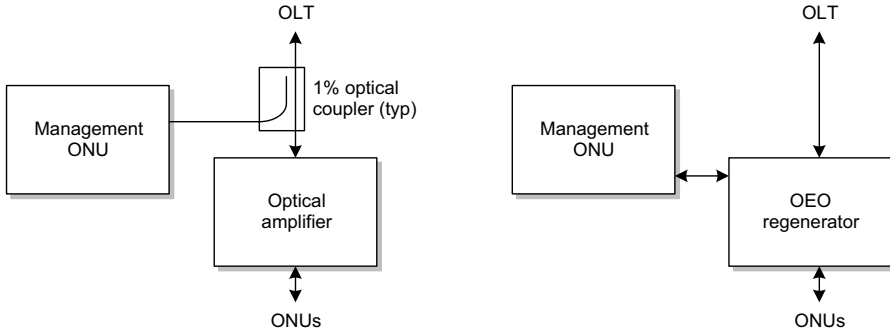 OLT
1% optical
coupler (typ)
Management
ONU
Optical
amplifier
ONUs
OLT
Management
ONU
OEO
regenerator
ONUs